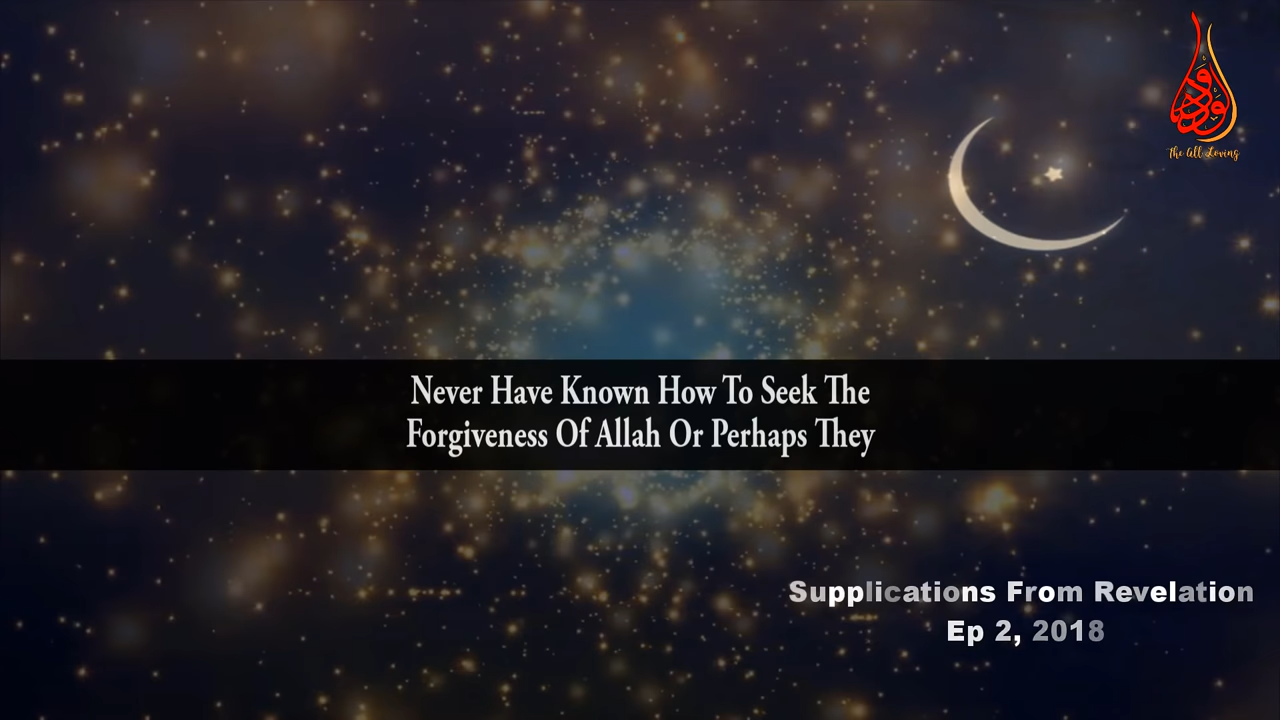 الودود
The All Loving
Never Have Known How To Seek The
Forgiveness Of Allah Or Perhaps They
Supplications From Revelation
Ep 2, 2018